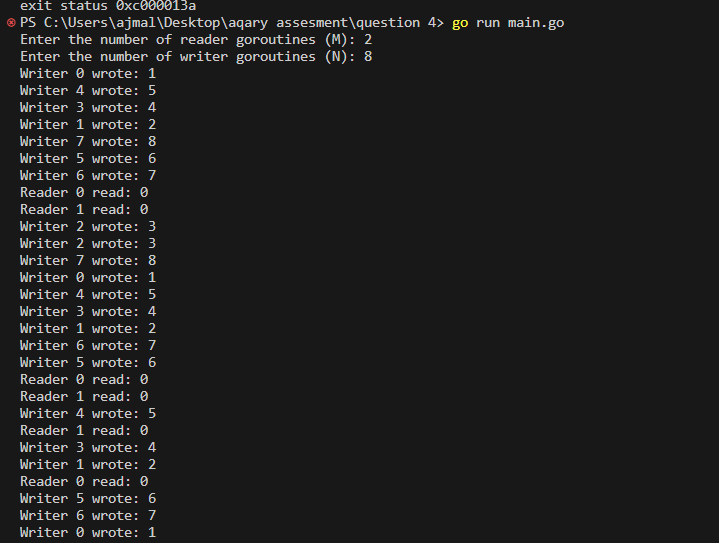 exit status 0xc000013a
PS C:\Users\ajmal\Desktop\aqary assesment\question 4> go run main.go
Enter the number of reader goroutines (M): 2
Enter the number of writer goroutines (N): 8
Writer 0 wrote: 1
Writer 4 wrote: 5
Writer 3 wrote: 4
Writer 1 wrote: 2
Writer 7 wrote: 8
Writer 5 wrote: 6
Writer 6 wrote: 7
Reader 0 read: 0
Reader 1 read: 0
Writer 2 wrote: 3
Writer 2 wrote: 3
Writer 7 wrote: 8
Writer 0 wrote: 1
Writer 4 wrote: 5
Writer 3 wrote: 4
Writer 1 wrote: 2
Writer 6 wrote: 7
Writer 5 wrote: 6
Reader 0 read: 0
Reader 1 read: 0
Writer 4 wrote: 5
Reader 1 read: 0
Writer 3 wrote: 4
Writer 1 wrote: 2
Reader 0 read: 0
Writer 5 wrote: 6
Writer 6 wrote: 7
Writer 0 wrote: 1